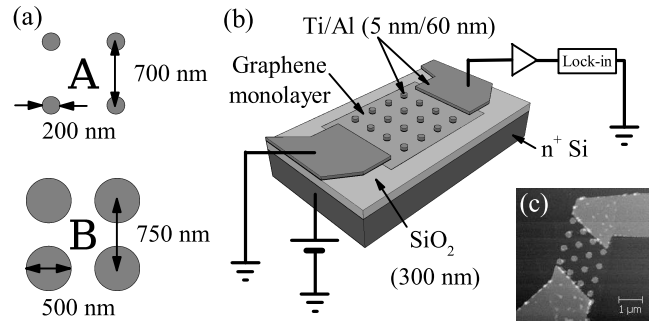 (a)
A
700 nm
200 nm
B
750 nm
500 nm
(b)
Ti/Al (5 nm/60 nm)
Graphene
monolayer
Lock-in
n+ Si
SiO2
(300 nm)
(c)
1 µm